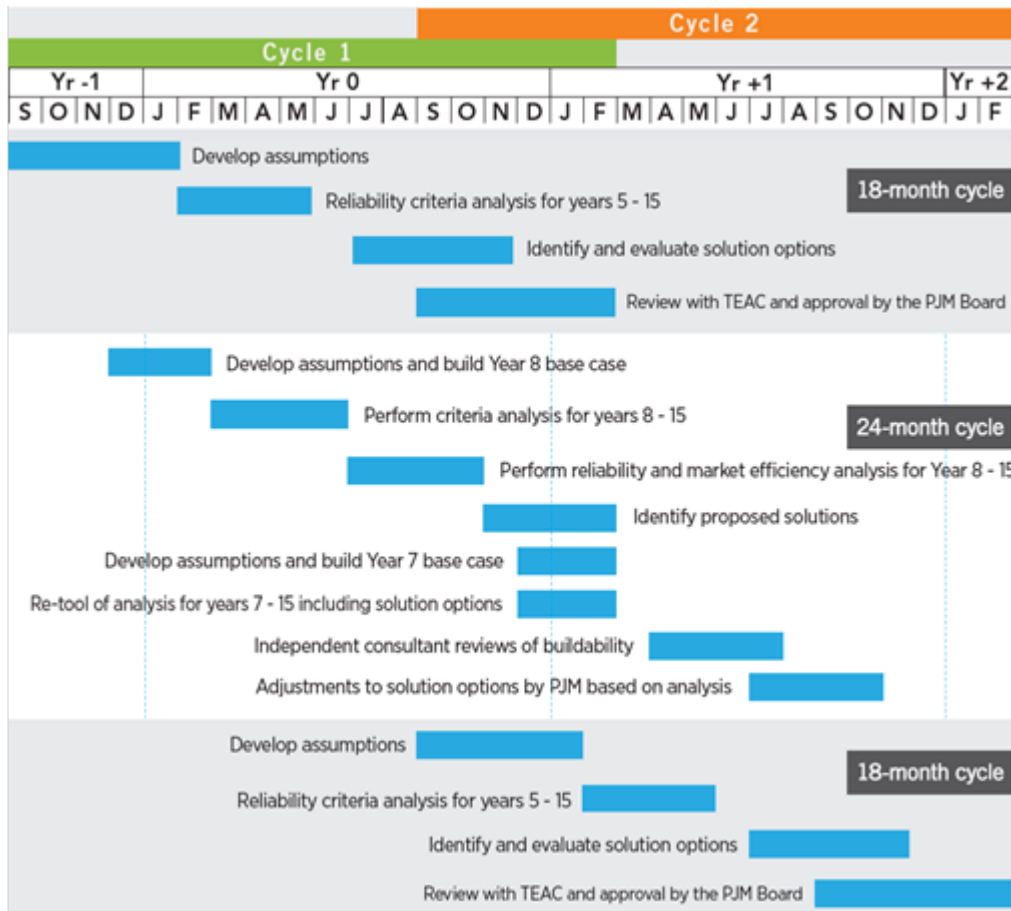 Cycle 2
Cycle 1
Yr -1 Yr 0 Yr +1 Yr +2
S O N D J F M A M J J A S O N D J F M A M J J A S O N D J F
Develop assumptions
18-month cycle
Reliability criteria analysis for years 5 - 15
Identify and evaluate solution options
Review with TEAC and approval by the PJM Board
Develop assumptions and build Year 8 base case
Perform criteria analysis for years 8 - 15
24-month cycle
Perform reliability and market efficiency analysis for Year 8 - 15
Identify proposed solutions
Develop assumptions and build Year 7 base case
Re-tool of analysis for years 7 - 15 including solution options
Independent consultant reviews of buildability
Adjustments to solution options by PJM based on analysis
Develop assumptions
18-month cycle
Reliability criteria analysis for years 5 - 15
Identify and evaluate solution options
Review with TEAC and approval by the PJM Board